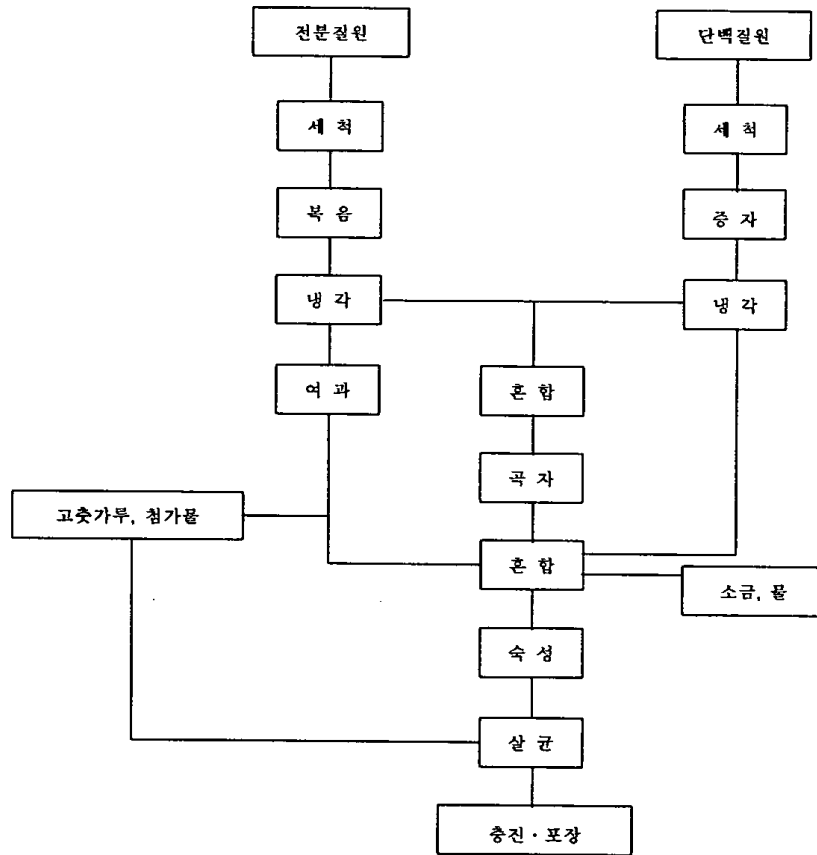 전분질원
단백질원
세 척
세 척
복 음
증 자
냉 각
냉 각
여 과
혼 합
곡 자
고춧가루, 첨가물
혼 합
소금, 물
숙 성
살 균
충진 · 포장